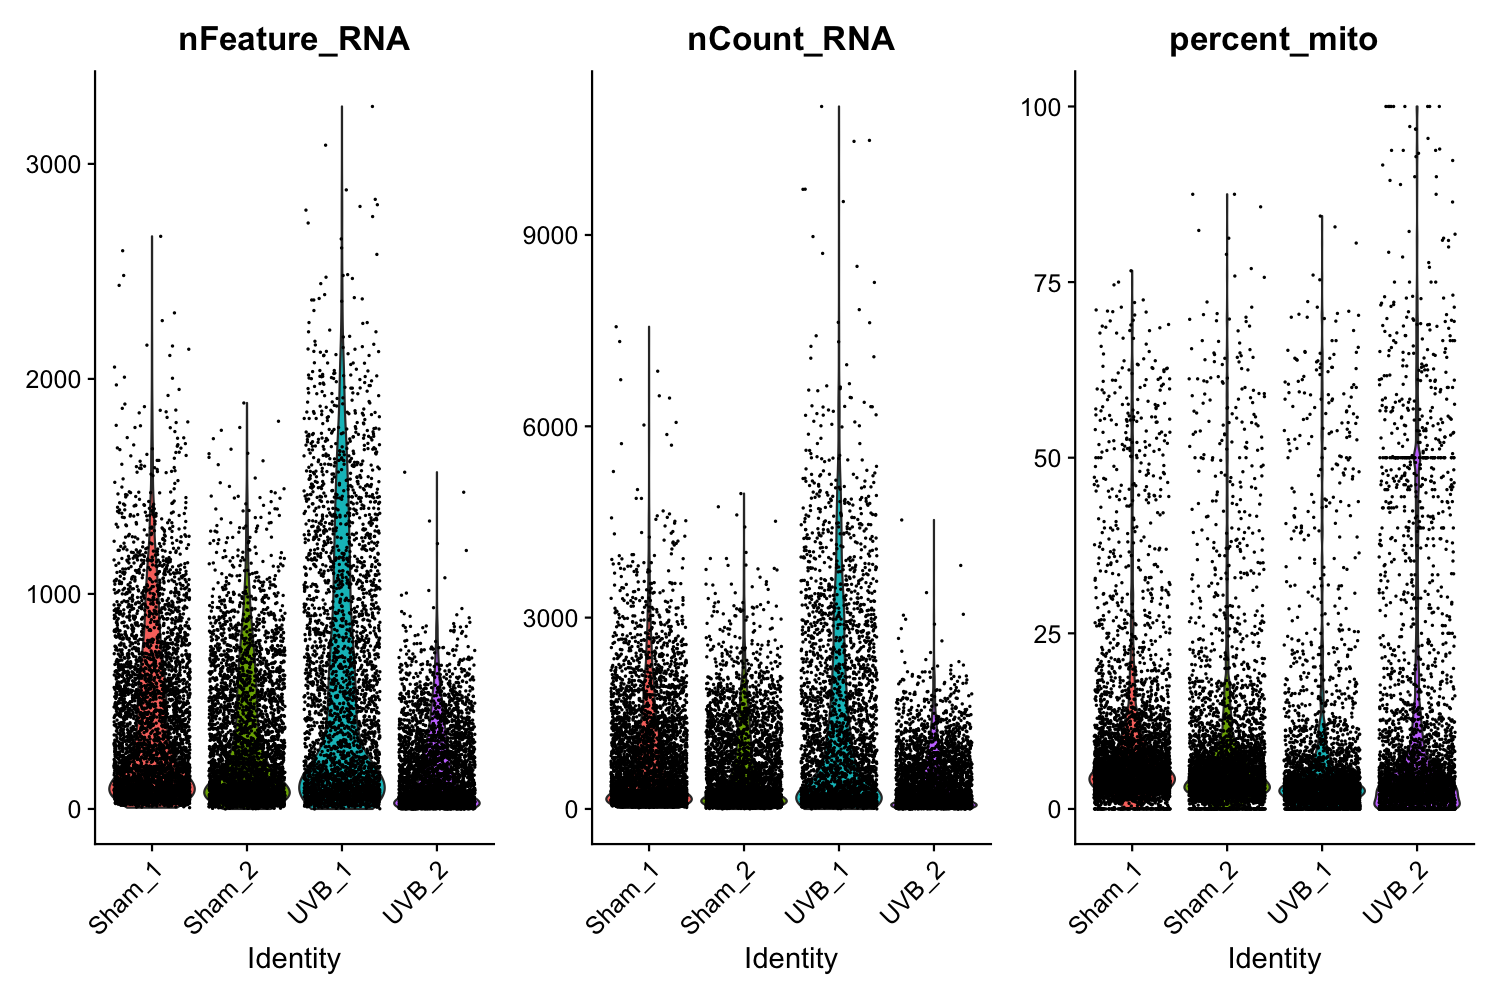 nFeature_RNA
3000
2000
1000
0
Sham_1
Sham_2
UVB_1
UVB_2
Identity
nCount_RNA
9000
6000
3000
0
Sham_1
Sham_2
UVB_1
UVB_2
Identity
percent_mito
100
75
50
25
0
Sham_1
Sham_2
UVB_1
UVB_2
Identity